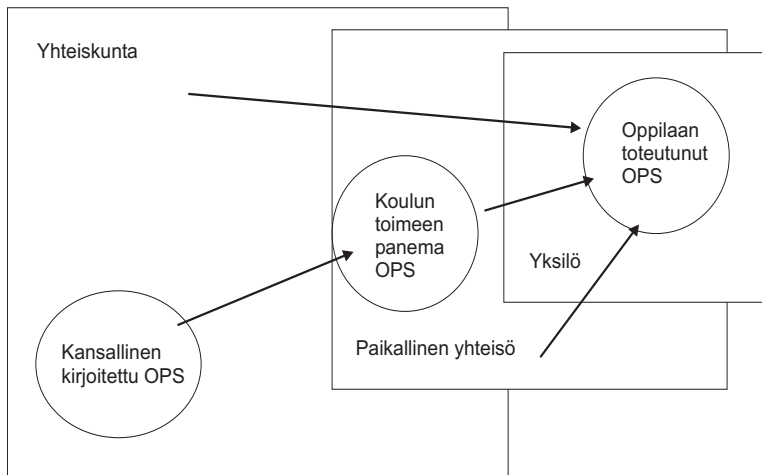 Yhteiskunta
Oppilaan
toteutunut
OPS
Koulun
toimeen
panema
OPS
Yksilö
Paikallinen yhteisö
Kansallinen
kirjoitettu OPS